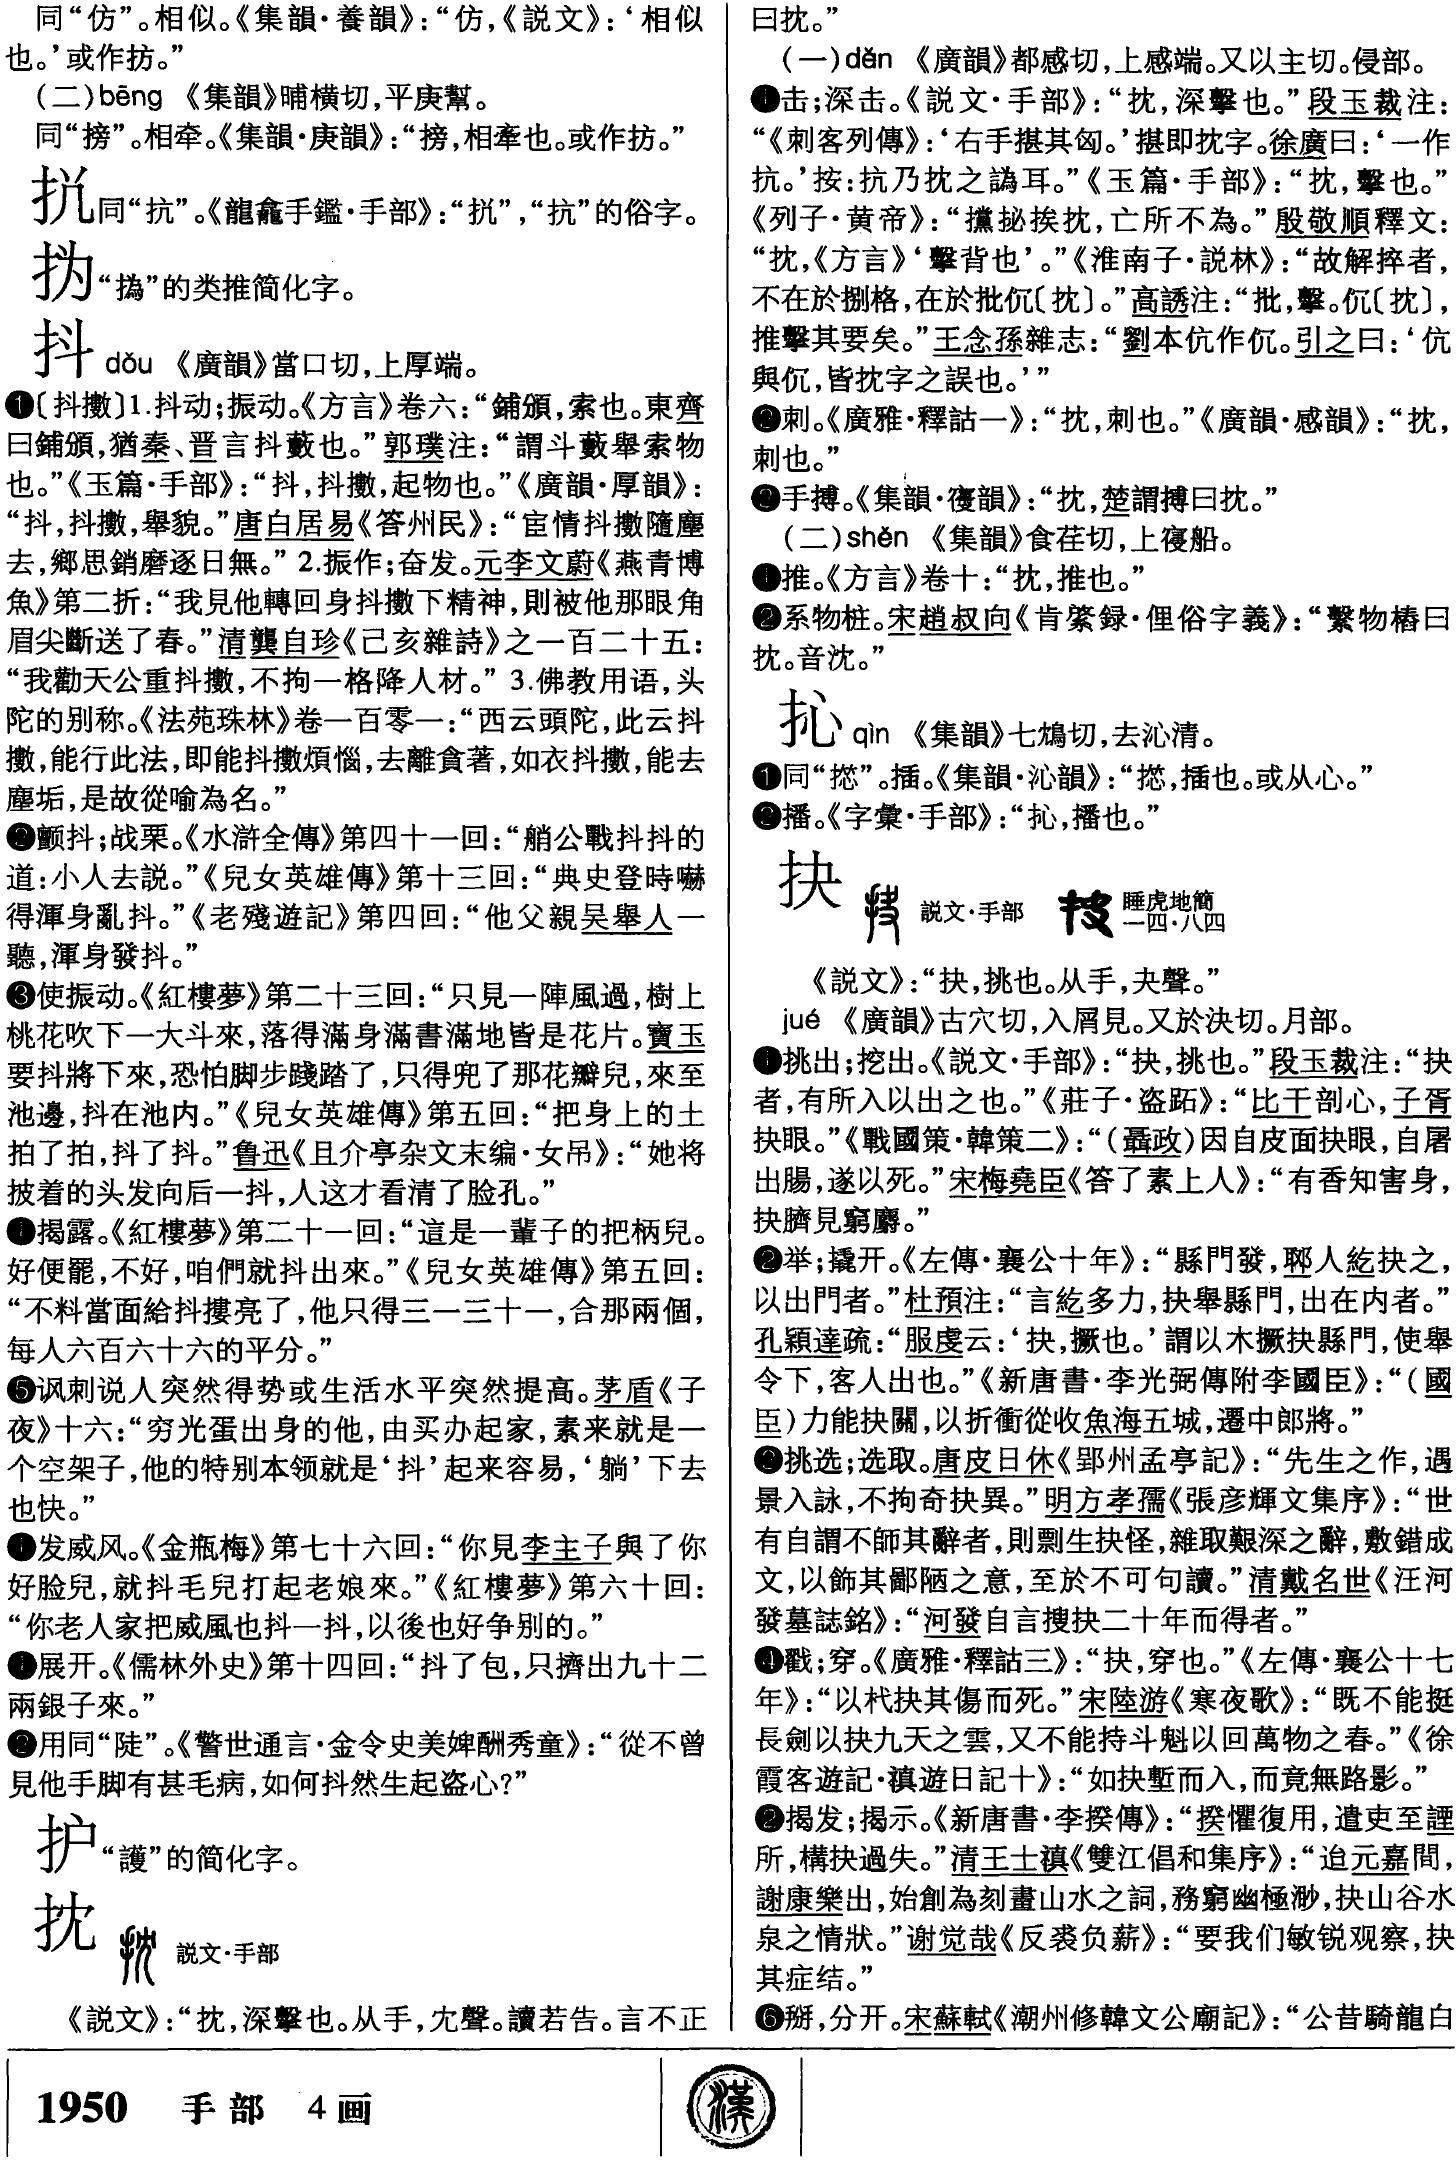 同“仿”。相似。《集韻·養韻》：“仿，《説文》：‘相似
也。’或作抭。”
(二)bēng 《集韻》晡横切，平庚幫。
同“搒”。相牵。《集韻·庚韻》：“搒，相牽也。或作抭。”
同“抗”。《龍龕手鑑·手部》：“㧈”，“抗”的俗字。
㧑“撝”的类推简化字。
抖 dǒu 《廣韻》當口切，上厚端。
❶〔抖擻〕1.抖动；振动。《方言》卷六：“鋪頒，索也。東齊
曰鋪頒，猶秦、晋言抖藪也。”郭璞注：“謂斗藪舉索物
也。”《玉篇·手部》：“抖，抖擻，起物也。”《廣韻·厚韻》：
“抖，抖擻，舉貌。”唐白居易《答州民》：“宦情抖擻隨塵
去，鄉思銷磨逐日無。” 2.振作；奋发。元李文蔚《燕青博
魚》第二折：“我見他轉回身抖擻下精神，則被他那眼角
眉尖斷送了春。”清龔自珍《己亥雜詩》之一百二十五：
“我勸天公重抖擻，不拘一格降人材。” 3.佛教用语，头
陀的别称。《法苑珠林》卷一百零一：“西云頭陀，此云抖
擻，能行此法，即能抖擻煩惱，去離貪著，如衣抖擻，能去
塵垢，是故從喻為名。”
❷颤抖；战栗。《水滸全傳》第四十一回：“艄公戰抖抖的
道：小人去説。”《兒女英雄傳》第十三回：“典史登時嚇
得渾身亂抖。”《老殘遊記》第四回：“他父親吴舉人一
聽，渾身發抖。”
❸使振动。《紅樓夢》第二十三回：“只見一陣風過，樹上
桃花吹下一大斗來，落得滿身滿書滿地皆是花片。寶玉
要抖將下來，恐怕脚步踐踏了，只得兜了那花瓣兒，來至
池邊，抖在池内。”《兒女英雄傳》第五回：“把身上的土
拍了拍，抖了抖。”鲁迅《且介亭杂文末编·女吊》：“她将
披着的头发向后一抖，人这才看清了脸孔。”
❹揭露。《紅樓夢》第二十一回：“這是一輩子的把柄兒。
好便罷，不好，咱們就抖出來。”《兒女英雄傳》第五回：
“不料當面給抖摟亮了，他只得三一三十一，合那兩個，
每人六百六十六的平分。”
❺讽刺说人突然得势或生活水平突然提高。茅盾《子
夜》十六：“穷光蛋出身的他，由买办起家，素来就是一
个空架子，他的特别本领就是‘抖’起来容易，‘躺’下去
也快。”
❻发威风。《金瓶梅》第七十六回：“你見李主子與了你
好脸兒，就抖毛兒打起老娘來。”《紅樓夢》第六十回：
“你老人家把威風也抖一抖，以後也好争别的。”
❼展开。《儒林外史》第十四回：“抖了包，只擠出九十二
兩銀子來。”
❽用同“陡”。《警世通言·金令史美婢酬秀童》：“從不曾
見他手脚有甚毛病，如何抖然生起盗心？”
护“護”的简化字。
抌 説文·手部
《説文》：“抌，深擊也。从手，冘聲。讀若告。言不正
曰抌。”
(一)dǎn 《廣韻》都感切，上感端。又以主切。侵部。
❶击；深击。《説文·手部》：“抌，深擊也。”段玉裁注：
“《刺客列傳》：‘右手揕其匈。’揕即抌字。徐廣曰：‘一作
抗。’按：抗乃抌之譌耳。”《玉篇·手部》：“抌，擊也。”
《列子·黄帝》：“攩㧙挨抌，亡所不為。”殷敬順釋文：
“抌，《方言》‘擊背也’。”《淮南子·説林》：“故解捽者，
不在於捌格，在於批伔〔抌〕。”高誘注：“批，擊。伔〔抌〕，
推擊其要矣。”王念孫雜志：“劉本伉作伔。引之曰：‘伉
與伔，皆抌字之誤也。’”
❷刺。《廣雅·釋詁一》：“抌，刺也。”《廣韻·感韻》：“抌，
刺也。”
❸手搏。《集韻·㝲韻》：“抌，楚謂搏曰抌。”
(二)shěn 《集韻》食荏切，上寑船。
❶推。《方言》卷十：“抌，推也。”
❷系物桩。宋趙叔向《肯綮録·俚俗字義》：“繫物樁曰
抌。音沈。”
㧈 qìn 《集韻》七鴆切，去沁清。
❶同“㨷”。插。《集韻·沁韻》：“㨷，插也。或从心。”
❷播。《字彙·手部》：“㧈，播也。”
抉 説文·手部 睡虎地簡一四·八四
《説文》：“抉，挑也。从手，夬聲。”
jué 《廣韻》古穴切，入屑見。又於決切。月部。
❶挑出；挖出。《説文·手部》：“抉，挑也。”段玉裁注：“抉
者，有所入以出之也。”《莊子·盗跖》：“比干剖心，子胥
抉眼。”《戰國策·韓策二》：“(聶政)因自皮面抉眼，自屠
出腸，遂以死。”宋梅堯臣《答了素上人》：“有香知害身，
抉臍見窮麝。”
❷举；撬开。《左傳·襄公十年》：“縣門發，郰人紇抉之，
以出門者。”杜預注：“言紇多力，抉舉縣門，出在内者。”
孔穎達疏：“服虔云：‘抉，撅也。’謂以木撅抉縣門，使舉
令下，客人出也。”《新唐書·李光弼傳附李國臣》：“(國
臣)力能抉關，以折衝從收魚海五城，遷中郎將。”
❸挑选；选取。唐皮日休《郢州孟亭記》：“先生之作，遇
景入詠，不拘奇抉異。”明方孝孺《張彦輝文集序》：“世
有自謂不師其辭者，則剽生抉怪，雜取艱深之辭，敷錯成
文，以飾其鄙陋之意，至於不可句讀。”清戴名世《汪河
發墓誌銘》：“河發自言搜抉二十年而得者。”
❹戳；穿。《廣雅·釋詁三》：“抉，穿也。”《左傳·襄公十七
年》：“以杙抉其傷而死。”宋陸游《寒夜歌》：“既不能挺
長劍以抉九天之雲，又不能持斗魁以回萬物之春。”《徐
霞客遊記·滇遊日記十》：“如抉塹而入，而竟無路影。”
❺揭发；揭示。《新唐書·李揆傳》：“揆懼復用，遣吏至諲
所，構抉過失。”清王士禛《雙江倡和集序》：“迨元嘉間，
謝康樂出，始創為刻畫山水之詞，務窮幽極渺，抉山谷水
泉之情狀。”谢觉哉《反裘负薪》：“要我们敏锐观察，抉
其症结。”
❻掰，分开。宋蘇軾《潮州修韓文公廟記》：“公昔騎龍白
1950 手部 4画
漢